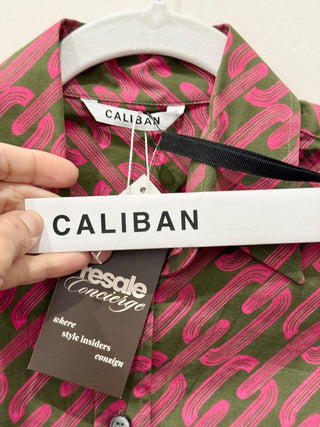 CALIBAN
CALIBAN
resale
Concierge
where
style insiders
consign